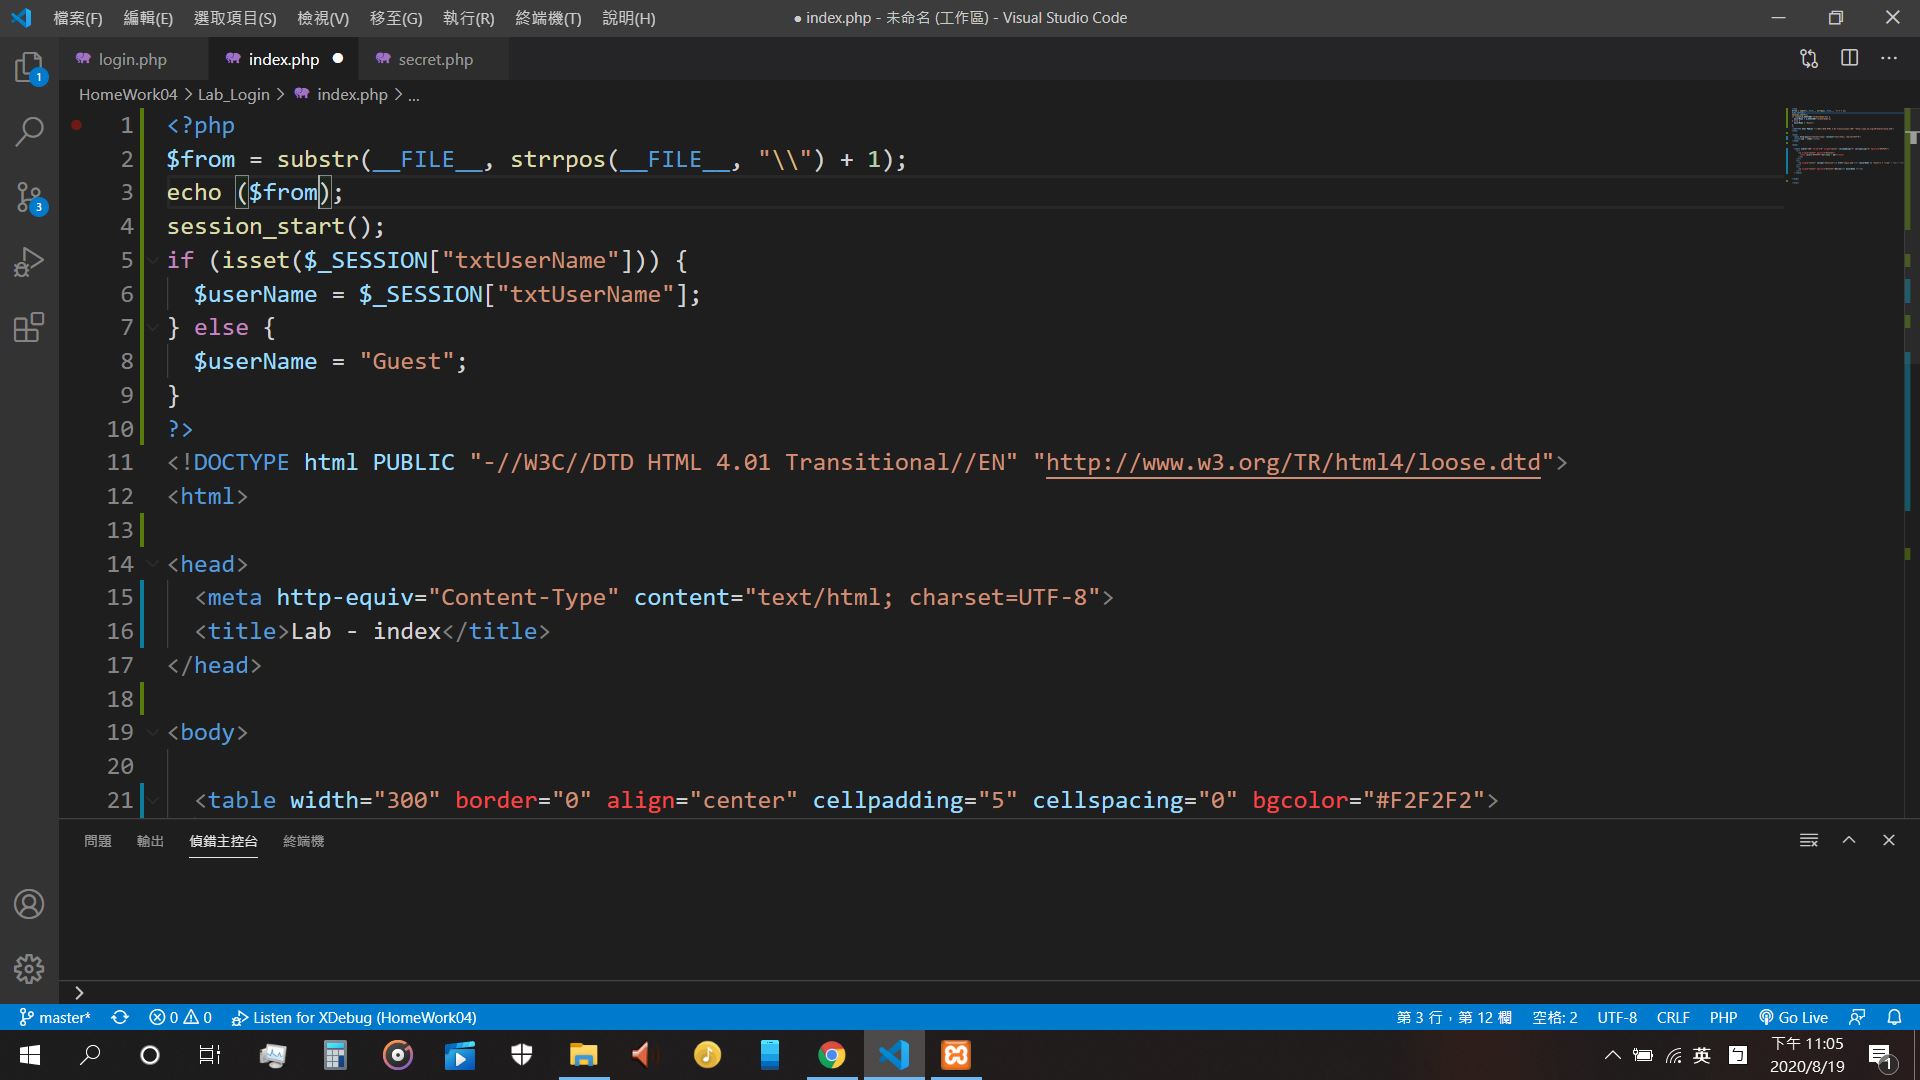 檔案(F) 編輯(E) 選取項目(S) 檢視(V) 移至(G) 執行(R) 終端機(T) 說明(H) ● index.php - 未命名 (工作區) - Visual Studio Code
login.php index.php ● secret.php
HomeWork04 > Lab_Login > index.php > ...
1 <?php
2 $from = substr(__FILE__, strrpos(__FILE__, "\\") + 1);
3 echo ($from);
4 session_start();
5 if (isset($_SESSION["txtUserName"])) {
6 $userName = $_SESSION["txtUserName"];
7 } else {
8 $userName = "Guest";
9 }
10 ?>
11 <!DOCTYPE html PUBLIC "-//W3C//DTD HTML 4.01 Transitional//EN" "http://www.w3.org/TR/html4/loose.dtd">
12 <html>
13
14 <head>
15 <meta http-equiv="Content-Type" content="text/html; charset=UTF-8">
16 <title>Lab - index</title>
17 </head>
18
19 <body>
20
21 <table width="300" border="0" align="center" cellpadding="5" cellspacing="0" bgcolor="#F2F2F2">
1
3
問題 輸出 偵錯主控台 終端機
>
master* 0 0 Listen for XDebug (HomeWork04) 第 3 行，第 12 欄 空格: 2 UTF-8 CRLF PHP Go Live
英 下午 11:05
2020/8/19 1